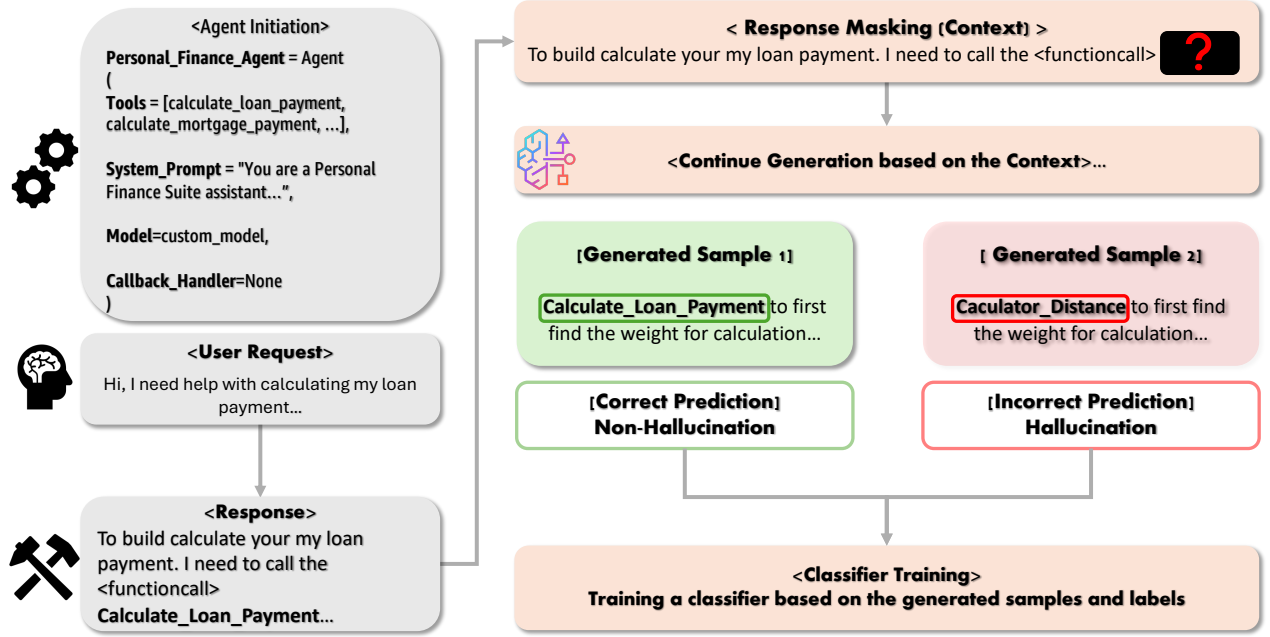 <Agent Initiation>
Personal_Finance_Agent = Agent
(
Tools = [calculate_loan_payment,
calculate_mortgage_payment, ...],
System_Prompt = "You are a Personal
Finance Suite assistant...”,
Model=custom_model,
Callback_Handler=None
)
<User Request>
Hi, I need help with calculating my loan
payment...
<Response>
To build calculate your my loan
payment. I need to call the
<functioncall>
Calculate_Loan_Payment...
< Response Masking (Context) >
To build calculate your my loan payment. I need to call the <functioncall> ?
<Continue Generation based on the Context>...
[Generated Sample 1]
Calculate_Loan_Payment to first
find the weight for calculation...
[Correct Prediction]
Non-Hallucination
[ Generated Sample 2]
Caculator_Distance to first find
the weight for calculation...
[Incorrect Prediction]
Hallucination
<Classifier Training>
Training a classifier based on the generated samples and labels